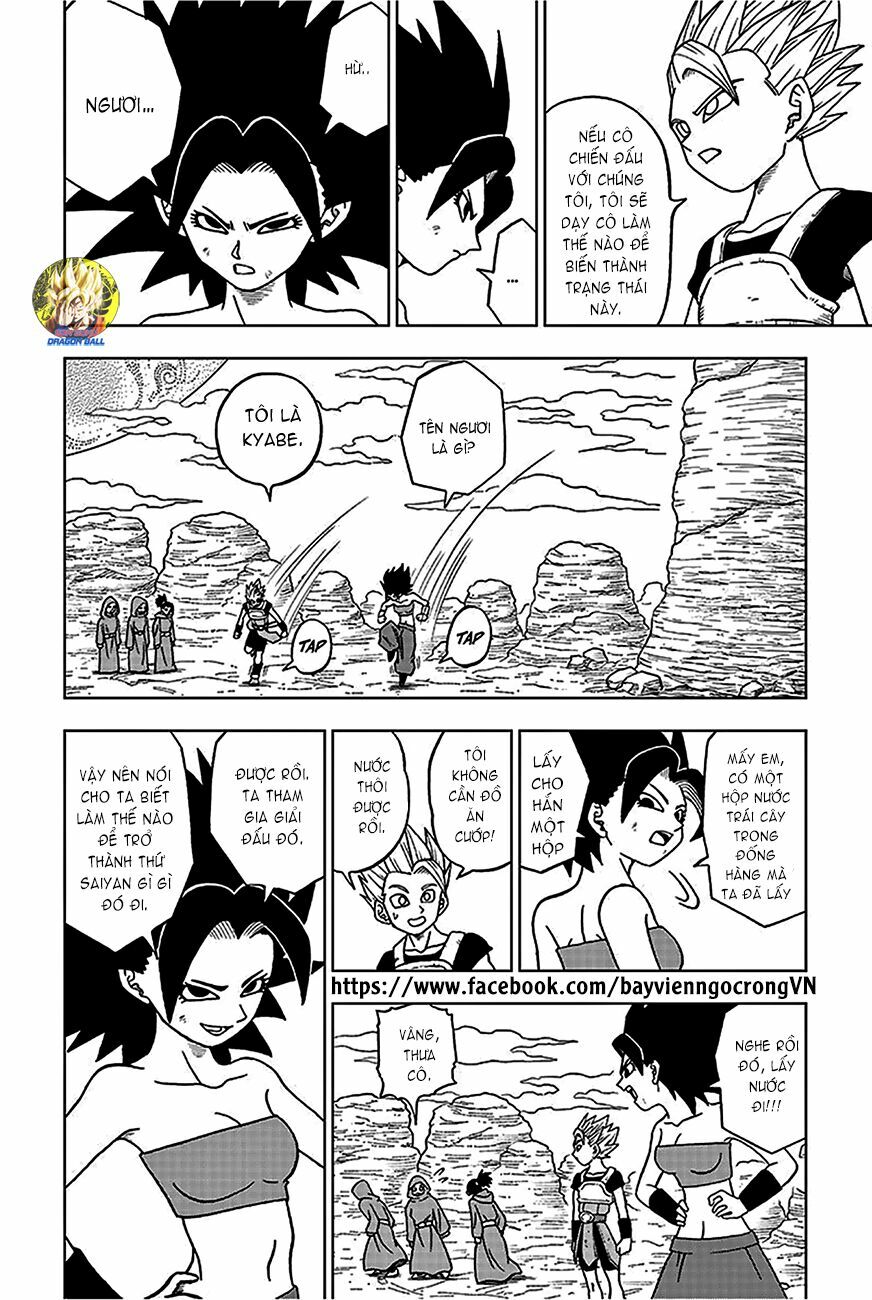 NẾU CÔ
CHIẾN ĐẤU
VỚI CHÚNG
TÔI, TÔI SẼ
DẠY CÔ LÀM
THẾ NÀO ĐỂ
BIẾN THÀNH
TRẠNG THÁI
NÀY.
...
HỪ..
NGƯƠI...
DRAGON BALL
TÊN NGƯƠI
LÀ GÌ?
TÔI LÀ
KYABE.
TAP
TAP
MẤY EM,
CÓ MỘT
HỘP NƯỚC
TRÁI CÂY
TRONG
ĐỐNG
HÀNG MÀ
TA ĐÃ LẤY
LẤY
CHO
HẮN
MỘT
HỘP
TÔI
KHÔNG
CẦN ĐỒ
ĂN
CƯỚP!
NƯỚC
THÔI
ĐƯỢC
RỒI.
https://www.facebook.com/bayvienngocrongVN
NGHE RỒI
ĐÓ, LẤY
NƯỚC
ĐI!!!
VÂNG,
THƯA
CÔ.
ĐƯỢC RỒI.
TA THAM
GIA GIẢI
ĐẤU ĐÓ.
VẬY NÊN NÓI
CHO TA BIẾT
LÀM THẾ NÀO
ĐỂ TRỞ
THÀNH THỨ
SAIYAN GÌ GÌ
ĐÓ ĐI.